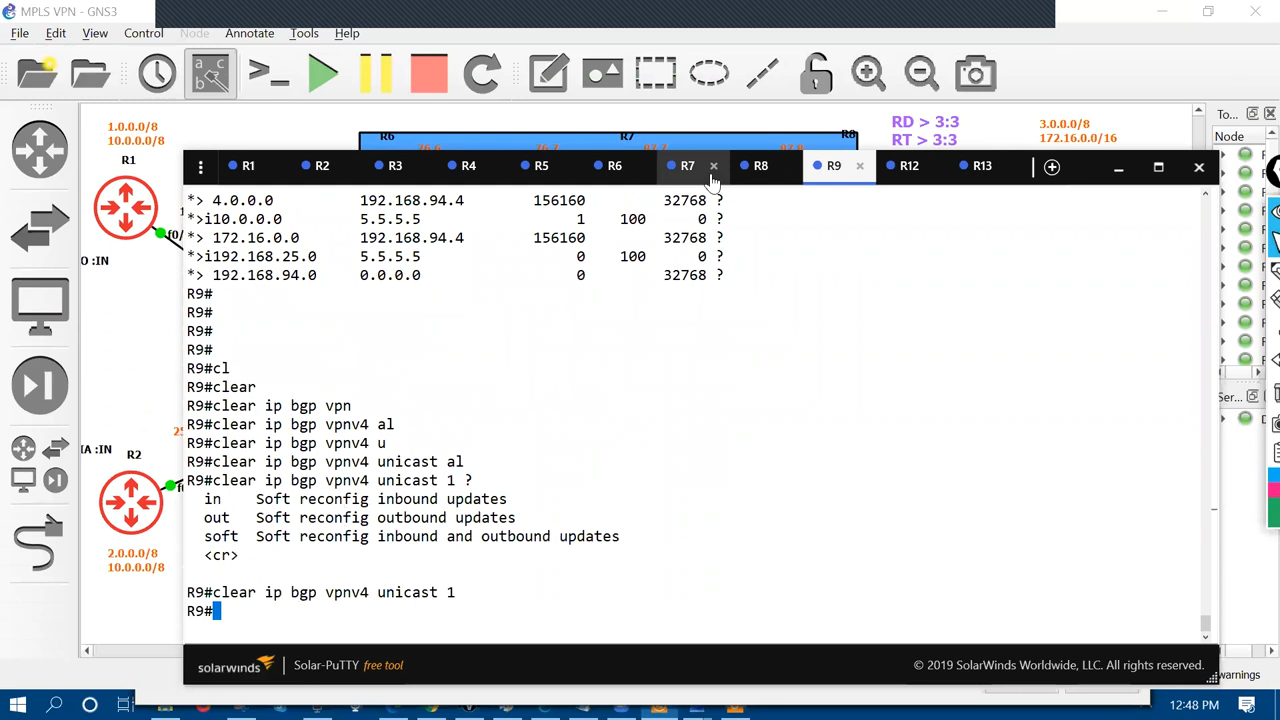 MPLS VPN - GNS3
File Edit View Control Node Annotate Tools Help
1.0.0.0/8
10.0.0.0/8
R1
R6 R7 R8
RD > 3:3
RT > 3:3
3.0.0.0/8
172.16.0.0/16
To...
Node
R1 R2 R3 R4 R5 R6 R7 R8 R9 R12 R13
*> 4.0.0.0 192.168.94.4 156160 32768 ?
*>i10.0.0.0 5.5.5.5 1 100 0 ?
*> 172.16.0.0 192.168.94.4 156160 32768 ?
*>i192.168.25.0 5.5.5.5 0 100 0 ?
*> 192.168.94.0 0.0.0.0 0 32768 ?
R9#
R9#
R9#
R9#
R9#cl
R9#clear
R9#clear ip bgp vpn
R9#clear ip bgp vpnv4 al
R9#clear ip bgp vpnv4 u
R9#clear ip bgp vpnv4 unicast al
R9#clear ip bgp vpnv4 unicast 1 ?
in Soft reconfig inbound updates
out Soft reconfig outbound updates
soft Soft reconfig inbound and outbound updates
<cr>
R9#clear ip bgp vpnv4 unicast 1
R9#
f0/
O :IN
IA :IN
R2
2.0.0.0/8
10.0.0.0/8
Ser...
solarwinds Solar-PuTTY free tool
© 2019 SolarWinds Worldwide, LLC. All rights reserved.
warnings
12:48 PM